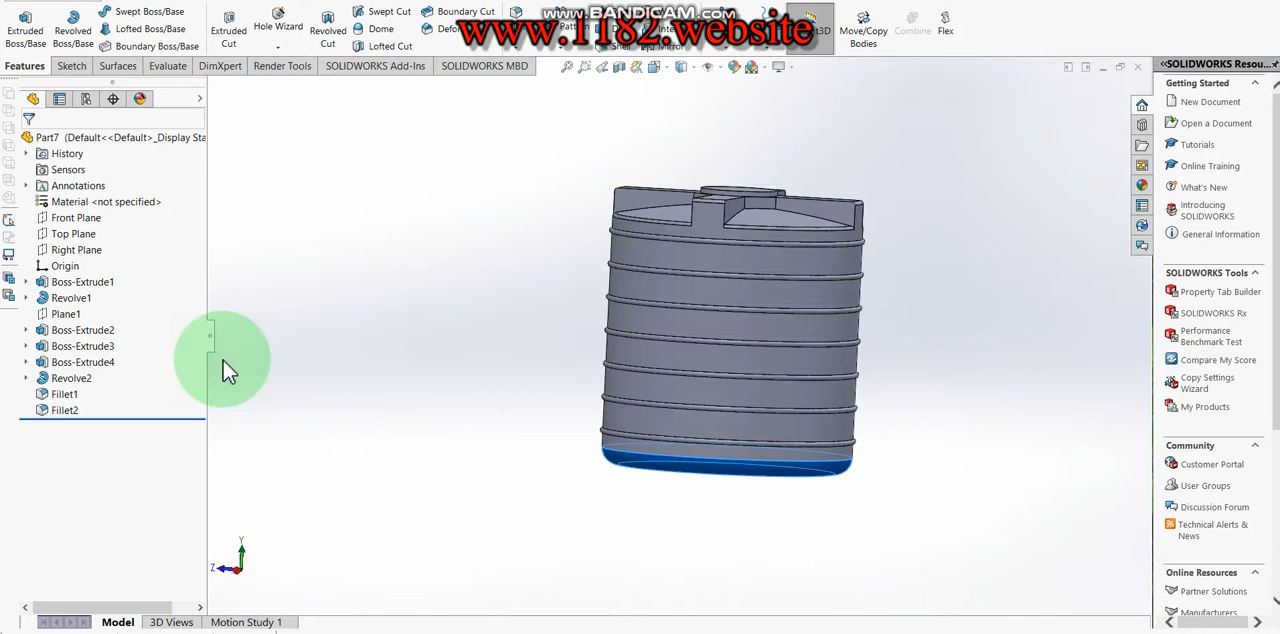 www.BANDICAM.com
www.1182.website
Extruded Boss/Base
Revolved Boss/Base
Swept Boss/Base
Lofted Boss/Base
Boundary Boss/Base
Extruded Cut
Hole Wizard
Revolved Cut
Swept Cut
Dome
Lofted Cut
Boundary Cut
Move/Copy Bodies
Combine
Flex
Features
Sketch
Surfaces
Evaluate
DimXpert
Render Tools
SOLIDWORKS Add-Ins
SOLIDWORKS MBD
Part7 (Default<<Default>_Display Sta
History
Sensors
Annotations
Material <not specified>
Front Plane
Top Plane
Right Plane
Origin
Boss-Extrude1
Revolve1
Plane1
Boss-Extrude2
Boss-Extrude3
Boss-Extrude4
Revolve2
Fillet1
Fillet2
Y
Z
Model
3D Views
Motion Study 1
SOLIDWORKS Resou...
Getting Started
New Document
Open a Document
Tutorials
Online Training
What's New
Introducing
SOLIDWORKS
General Information
SOLIDWORKS Tools
Property Tab Builder
SOLIDWORKS Rx
Performance
Benchmark Test
Compare My Score
Copy Settings
Wizard
My Products
Community
Customer Portal
User Groups
Discussion Forum
Technical Alerts &
News
Online Resources
Partner Solutions
Manufacturers